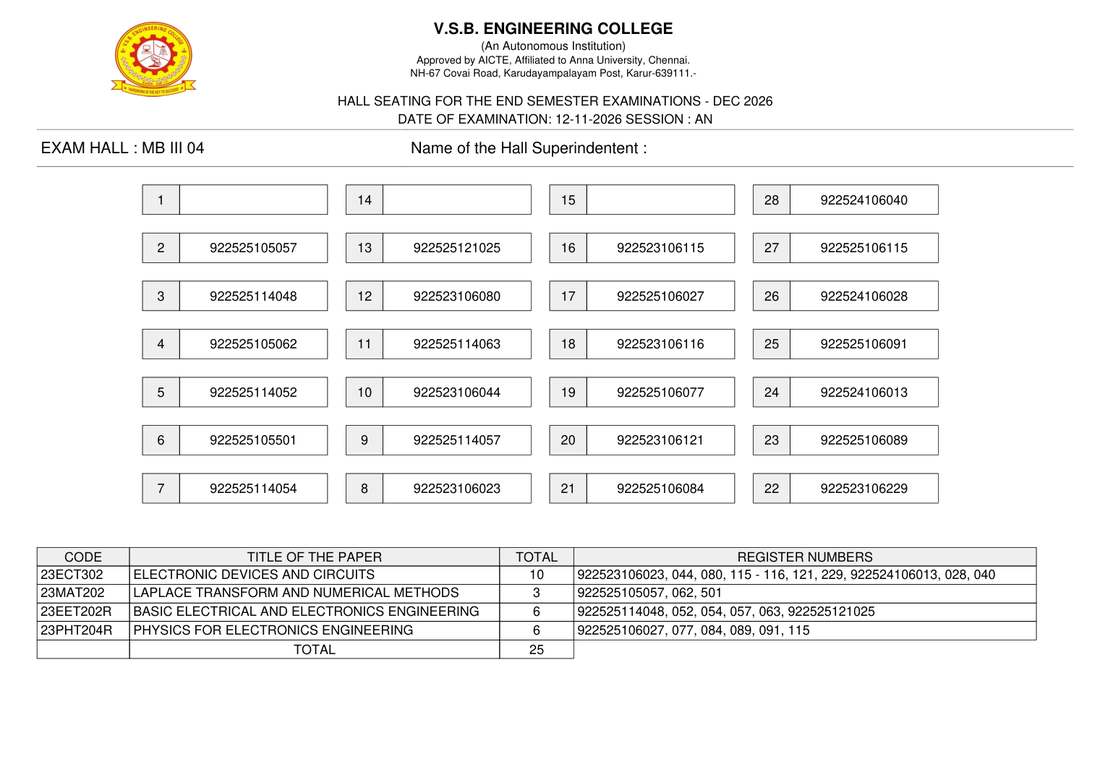 V.S.B. ENGINEERING COLLEGE
(An Autonomous Institution)
Approved by AICTE, Affiliated to Anna University, Chennai.
NH-67 Covai Road, Karudayampalayam Post, Karur-639111.-
HALL SEATING FOR THE END SEMESTER EXAMINATIONS - DEC 2026
DATE OF EXAMINATION: 12-11-2026 SESSION : AN
EXAM HALL : MB III 04 Name of the Hall Superindentent :
1 14 15 28 922524106040
2 922525105057 13 922525121025 16 922523106115 27 922525106115
3 922525114048 12 922523106080 17 922525106027 26 922524106028
4 922525105062 11 922525114063 18 922523106116 25 922525106091
5 922525114052 10 922523106044 19 922525106077 24 922524106013
6 922525105501 9 922525114057 20 922523106121 23 922525106089
7 922525114054 8 922523106023 21 922525106084 22 922523106229
CODE TITLE OF THE PAPER TOTAL REGISTER NUMBERS
23ECT302 ELECTRONIC DEVICES AND CIRCUITS 10 922523106023, 044, 080, 115 - 116, 121, 229, 922524106013, 028, 040
23MAT202 LAPLACE TRANSFORM AND NUMERICAL METHODS 3 922525105057, 062, 501
23EET202R BASIC ELECTRICAL AND ELECTRONICS ENGINEERING 6 922525114048, 052, 054, 057, 063, 922525121025
23PHT204R PHYSICS FOR ELECTRONICS ENGINEERING 6 922525106027, 077, 084, 089, 091, 115
TOTAL 25